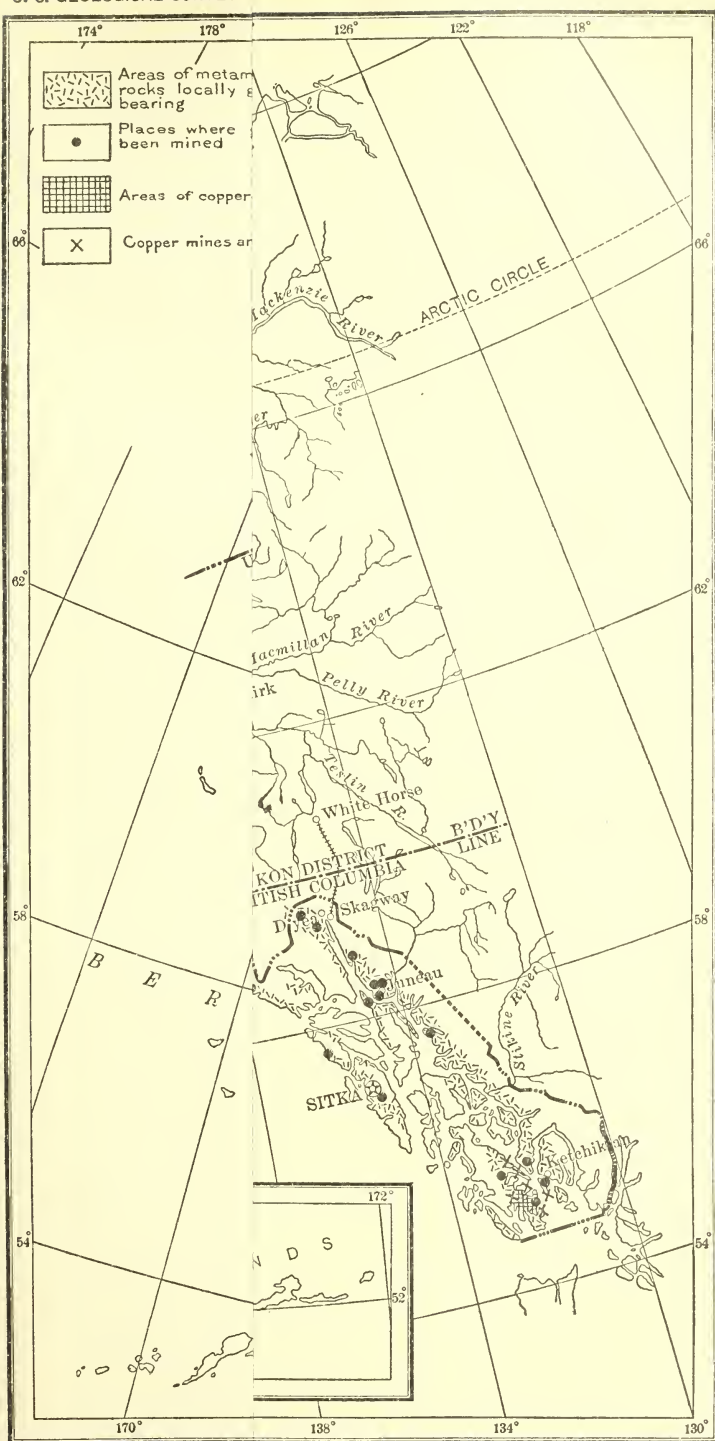 174°
178°
126°
122°
118°
Areas of metam
rocks locally g
bearing
Places where
been mined
Areas of copper
Copper mines ar
66°
66°
ARCTIC CIRCLE
Mackenzie
River
er
62°
62°
U
Macmillan River
irk
Pelly River
Teslin R.
White Horse
B'D'Y
LINE
KON DISTRICT
ITISH COLUMBIA
58°
58°
Dyea
Skagway
B E R
Juneau
Stikine River
SITKA
Ketchikan
172°
N D S
54°
54°
52°
170°
138°
134°
130°